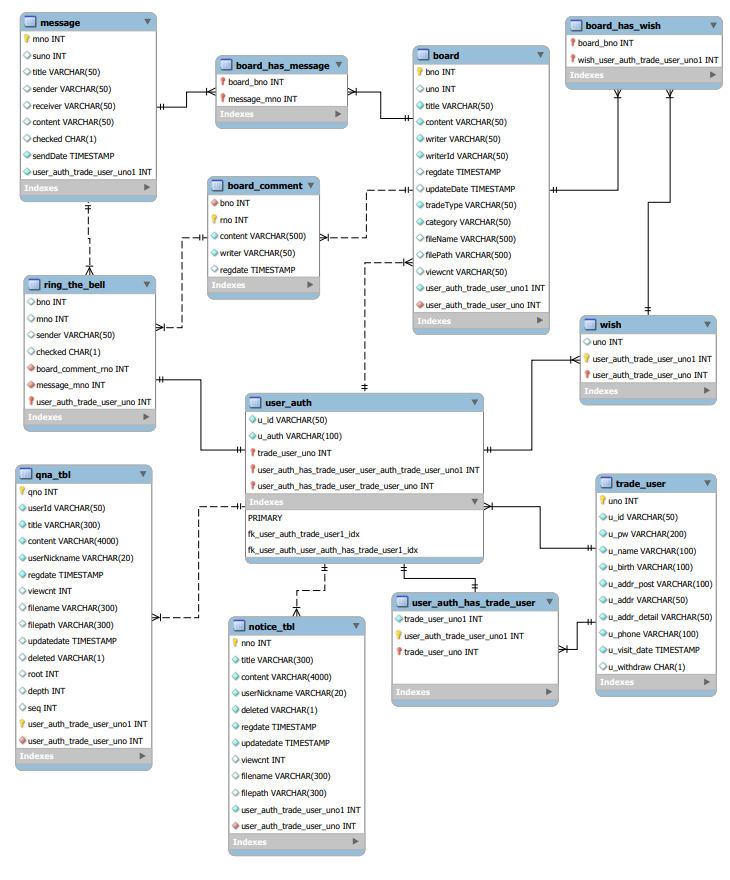 message
mno INT
suno INT
title VARCHAR(50)
sender VARCHAR(50)
receiver VARCHAR(50)
content VARCHAR(50)
checked CHAR(1)
sendDate TIMESTAMP
user_auth_trade_user_uno1 INT
Indexes
board_has_message
board_bno INT
message_mno INT
Indexes
board
bno INT
uno INT
title VARCHAR(50)
content VARCHAR(50)
writer VARCHAR(50)
writerId VARCHAR(50)
regdate TIMESTAMP
updateDate TIMESTAMP
tradeType VARCHAR(50)
category VARCHAR(50)
fileName VARCHAR(500)
filePath VARCHAR(500)
viewcnt VARCHAR(50)
user_auth_trade_user_uno1 INT
user_auth_trade_user_uno INT
Indexes
board_has_wish
board_bno INT
wish_user_auth_trade_user_uno1 INT
Indexes
board_comment
bno INT
rno INT
content VARCHAR(500)
writer VARCHAR(50)
regdate TIMESTAMP
Indexes
ring_the_bell
bno INT
mno INT
sender VARCHAR(50)
checked CHAR(1)
board_comment_rno INT
message_mno INT
user_auth_trade_user_uno INT
Indexes
wish
uno INT
user_auth_trade_user_uno1 INT
user_auth_trade_user_uno INT
Indexes
user_auth
u_id VARCHAR(50)
u_auth VARCHAR(100)
trade_user_uno INT
user_auth_has_trade_user_user_auth_trade_user_uno1 INT
user_auth_has_trade_user_trade_user_uno INT
Indexes
PRIMARY
fk_user_auth_trade_user1_idx
fk_user_auth_user_auth_has_trade_user1_idx
qna_tbl
qno INT
userId VARCHAR(50)
title VARCHAR(300)
content VARCHAR(4000)
userNickname VARCHAR(20)
regdate TIMESTAMP
viewcnt INT
filename VARCHAR(300)
filepath VARCHAR(300)
updatedate TIMESTAMP
deleted VARCHAR(1)
root INT
depth INT
seq INT
user_auth_trade_user_uno1 INT
user_auth_trade_user_uno INT
Indexes
trade_user
uno INT
u_id VARCHAR(50)
u_pw VARCHAR(200)
u_name VARCHAR(100)
u_birth VARCHAR(100)
u_addr_post VARCHAR(100)
u_addr VARCHAR(50)
u_addr_detail VARCHAR(50)
u_phone VARCHAR(100)
u_visit_date TIMESTAMP
u_withdraw CHAR(1)
Indexes
user_auth_has_trade_user
trade_user_uno1 INT
user_auth_trade_user_uno1 INT
trade_user_uno INT
Indexes
notice_tbl
nno INT
title VARCHAR(300)
content VARCHAR(4000)
userNickname VARCHAR(20)
deleted VARCHAR(1)
regdate TIMESTAMP
updatedate TIMESTAMP
viewcnt INT
filename VARCHAR(300)
filepath VARCHAR(300)
user_auth_trade_user_uno1 INT
user_auth_trade_user_uno INT
Indexes